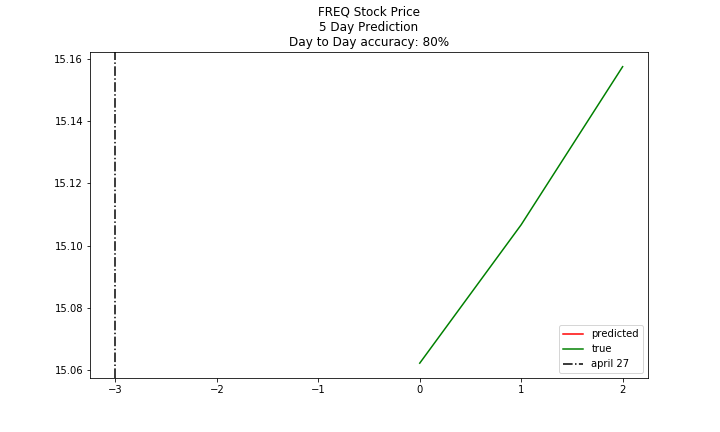 FREQ Stock Price
5 Day Prediction
Day to Day accuracy: 80%
15.16
15.14
15.12
15.10
15.08
15.06
−3
−2
−1
0
1
2
predicted
true
april 27